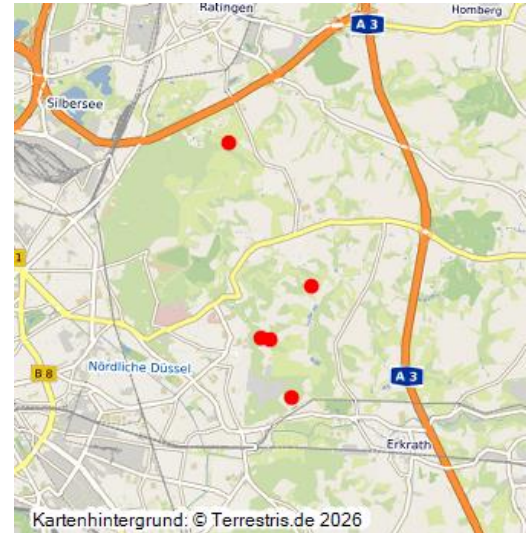 Ratingen
Homberg
A 3
Silbersee
1
Nördliche Düssel
B 8
A 3
Erkrath
Kartenhintergrund: © Terrestris.de 2026